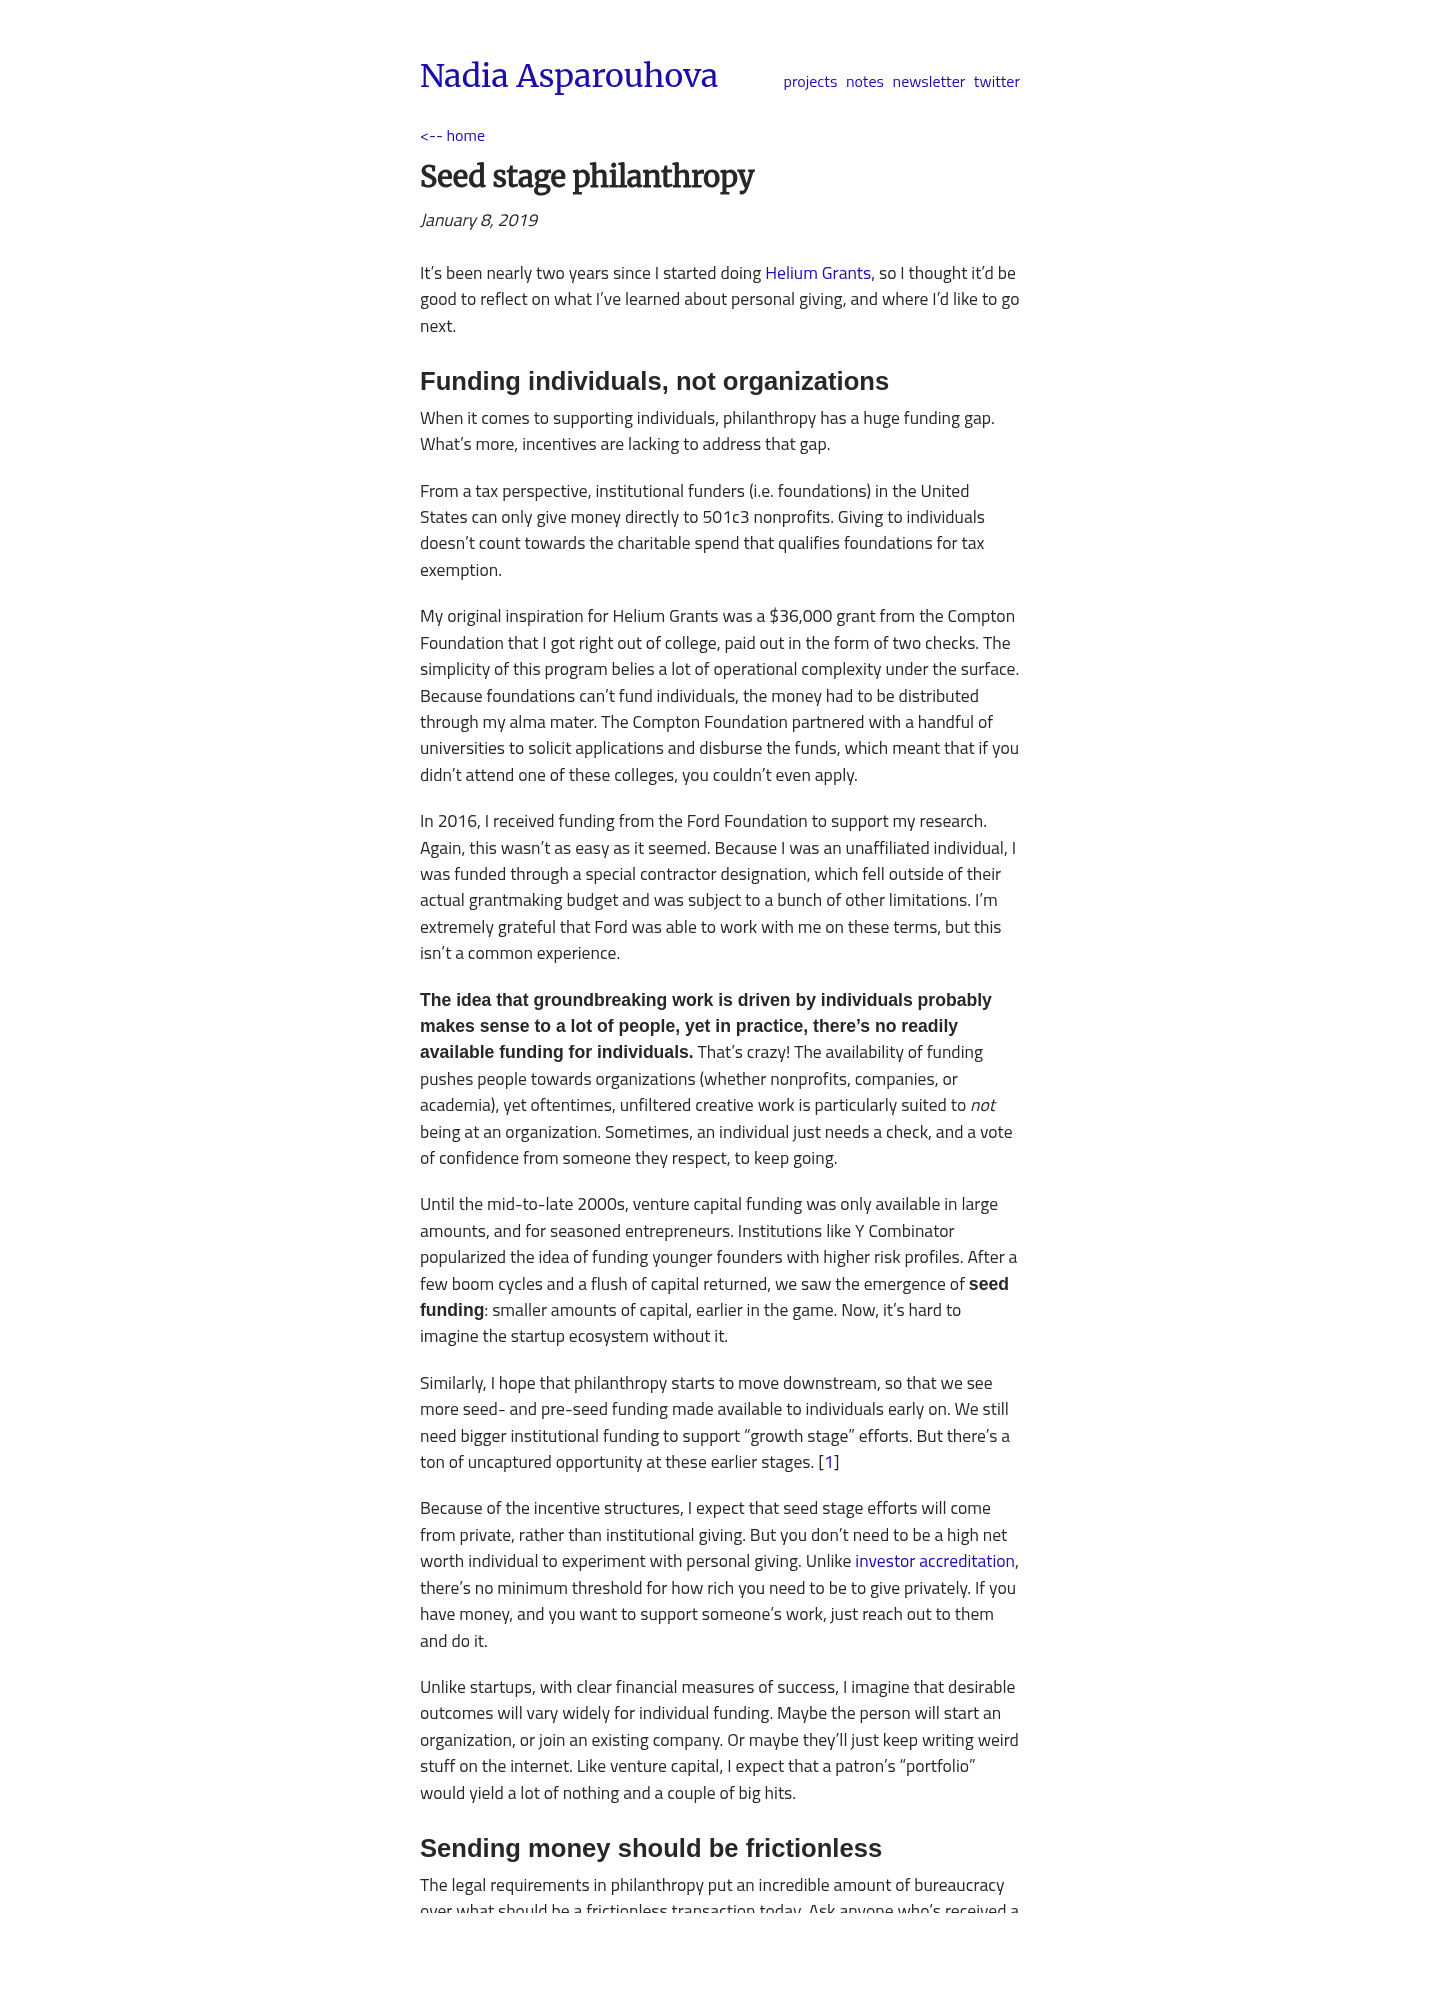 Nadia Asparouhova
projects notes newsletter twitter
<-- home
Seed stage philanthropy
January 8, 2019
It’s been nearly two years since I started doing Helium Grants, so I thought it’d be
good to reflect on what I’ve learned about personal giving, and where I’d like to go
next.
Funding individuals, not organizations
When it comes to supporting individuals, philanthropy has a huge funding gap.
What’s more, incentives are lacking to address that gap.
From a tax perspective, institutional funders (i.e. foundations) in the United
States can only give money directly to 501c3 nonprofits. Giving to individuals
doesn’t count towards the charitable spend that qualifies foundations for tax
exemption.
My original inspiration for Helium Grants was a $36,000 grant from the Compton
Foundation that I got right out of college, paid out in the form of two checks. The
simplicity of this program belies a lot of operational complexity under the surface.
Because foundations can’t fund individuals, the money had to be distributed
through my alma mater. The Compton Foundation partnered with a handful of
universities to solicit applications and disburse the funds, which meant that if you
didn’t attend one of these colleges, you couldn’t even apply.
In 2016, I received funding from the Ford Foundation to support my research.
Again, this wasn’t as easy as it seemed. Because I was an unaffiliated individual, I
was funded through a special contractor designation, which fell outside of their
actual grantmaking budget and was subject to a bunch of other limitations. I’m
extremely grateful that Ford was able to work with me on these terms, but this
isn’t a common experience.
The idea that groundbreaking work is driven by individuals probably
makes sense to a lot of people, yet in practice, there’s no readily
available funding for individuals. That’s crazy! The availability of funding
pushes people towards organizations (whether nonprofits, companies, or
academia), yet oftentimes, unfiltered creative work is particularly suited to not
being at an organization. Sometimes, an individual just needs a check, and a vote
of confidence from someone they respect, to keep going.
Until the mid-to-late 2000s, venture capital funding was only available in large
amounts, and for seasoned entrepreneurs. Institutions like Y Combinator
popularized the idea of funding younger founders with higher risk profiles. After a
few boom cycles and a flush of capital returned, we saw the emergence of seed
funding: smaller amounts of capital, earlier in the game. Now, it’s hard to
imagine the startup ecosystem without it.
Similarly, I hope that philanthropy starts to move downstream, so that we see
more seed- and pre-seed funding made available to individuals early on. We still
need bigger institutional funding to support “growth stage” efforts. But there’s a
ton of uncaptured opportunity at these earlier stages. [1]
Because of the incentive structures, I expect that seed stage efforts will come
from private, rather than institutional giving. But you don’t need to be a high net
worth individual to experiment with personal giving. Unlike investor accreditation,
there’s no minimum threshold for how rich you need to be to give privately. If you
have money, and you want to support someone’s work, just reach out to them
and do it.
Unlike startups, with clear financial measures of success, I imagine that desirable
outcomes will vary widely for individual funding. Maybe the person will start an
organization, or join an existing company. Or maybe they’ll just keep writing weird
stuff on the internet. Like venture capital, I expect that a patron’s “portfolio”
would yield a lot of nothing and a couple of big hits.
Sending money should be frictionless
The legal requirements in philanthropy put an incredible amount of bureaucracy
over what should be a frictionless transaction today. Ask anyone who’s received a